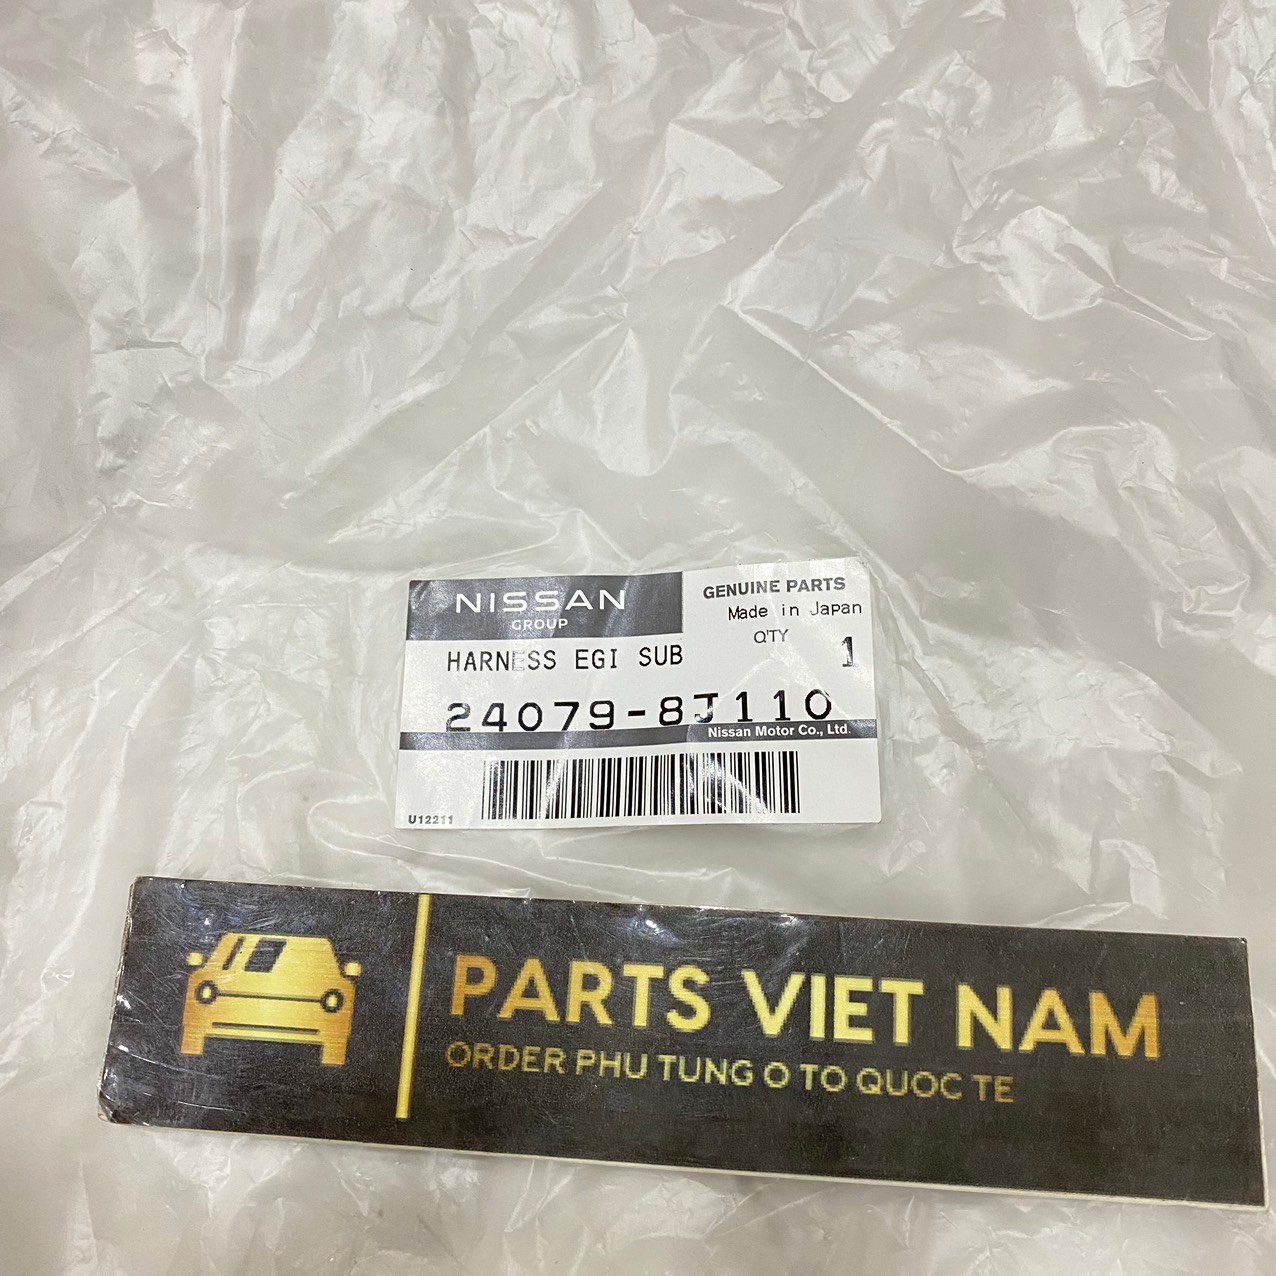 NISSAN
GROUP
GENUINE PARTS
Made in Japan
Q'TY
1
HARNESS EGI SUB
24079-8J110
Nissan Motor Co., Ltd.
U12211
PARTS VIET NAM
ORDER PHU TUNG O TO QUOC TE